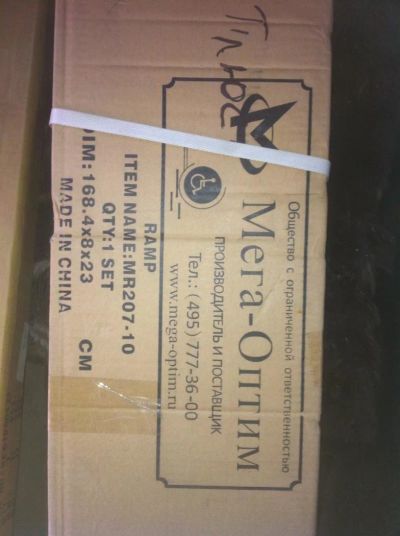 Общество с ограниченной ответственностью
Мега-Оптим
ПРОИЗВОДИТЕЛЬ И ПОСТАВЩИК
Тел.: (495) 777-36-00
www.mega-optim.ru
RAMP
ITEM NAME:MR207-10
QTY:1 SET
DIM:168.4x8x23 CM
MADE IN CHINA